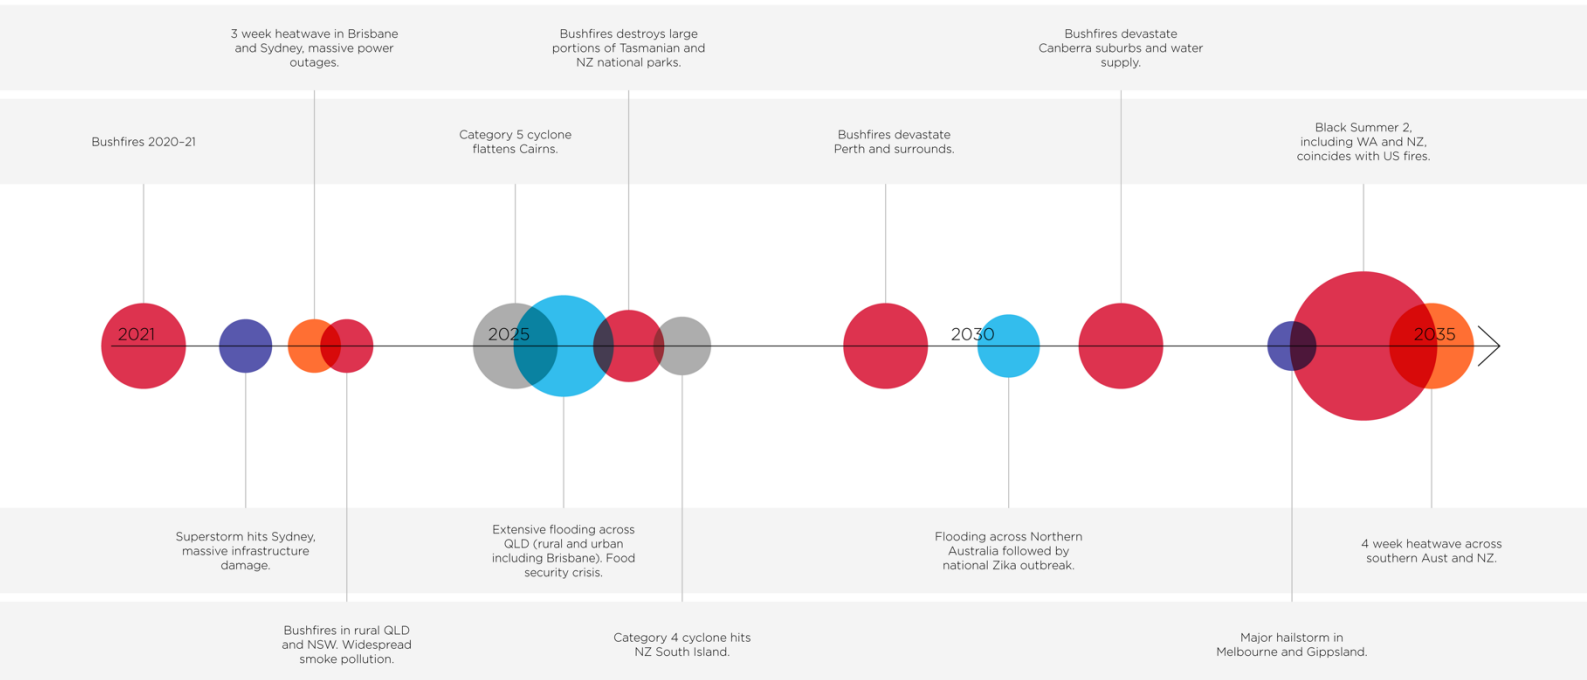 3 week heatwave in Brisbane
and Sydney, massive power
outages.
Bushfires destroys large
portions of Tasmanian and
NZ national parks.
Bushfires devastate
Canberra suburbs and water
supply.
Bushfires 2020–21
Category 5 cyclone
flattens Cairns.
Bushfires devastate
Perth and surrounds.
Black Summer 2,
including WA and NZ,
coincides with US fires.
2021
2025
2030
2035
Superstorm hits Sydney,
massive infrastructure
damage.
Extensive flooding across
QLD (rural and urban
including Brisbane). Food
security crisis.
Flooding across Northern
Australia followed by
national Zika outbreak.
4 week heatwave across
southern Aust and NZ.
Bushfires in rural QLD
and NSW. Widespread
smoke pollution.
Category 4 cyclone hits
NZ South Island.
Major hailstorm in
Melbourne and Gippsland.